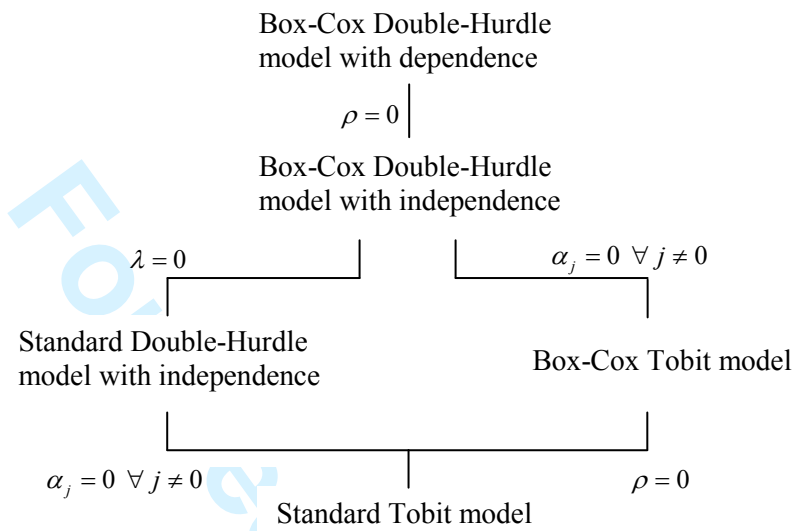 Box-Cox Double-Hurdle
model with dependence
ρ = 0
Box-Cox Double-Hurdle
model with independence
λ = 0
α_j = 0 ∀ j ≠ 0
Standard Double-Hurdle
model with independence
Box-Cox Tobit model
α_j = 0 ∀ j ≠ 0
ρ = 0
Standard Tobit model